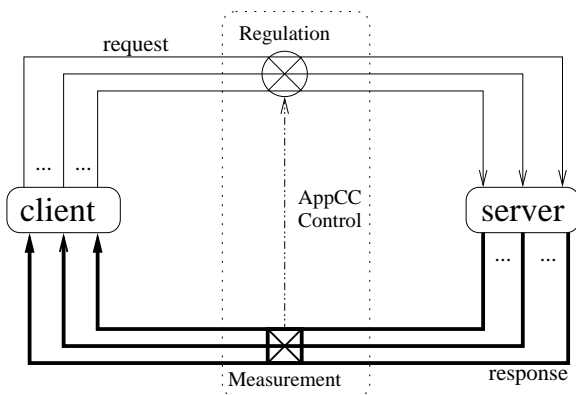 Regulation
request
... ...
AppCC
Control
client
server
... ...
response
Measurement